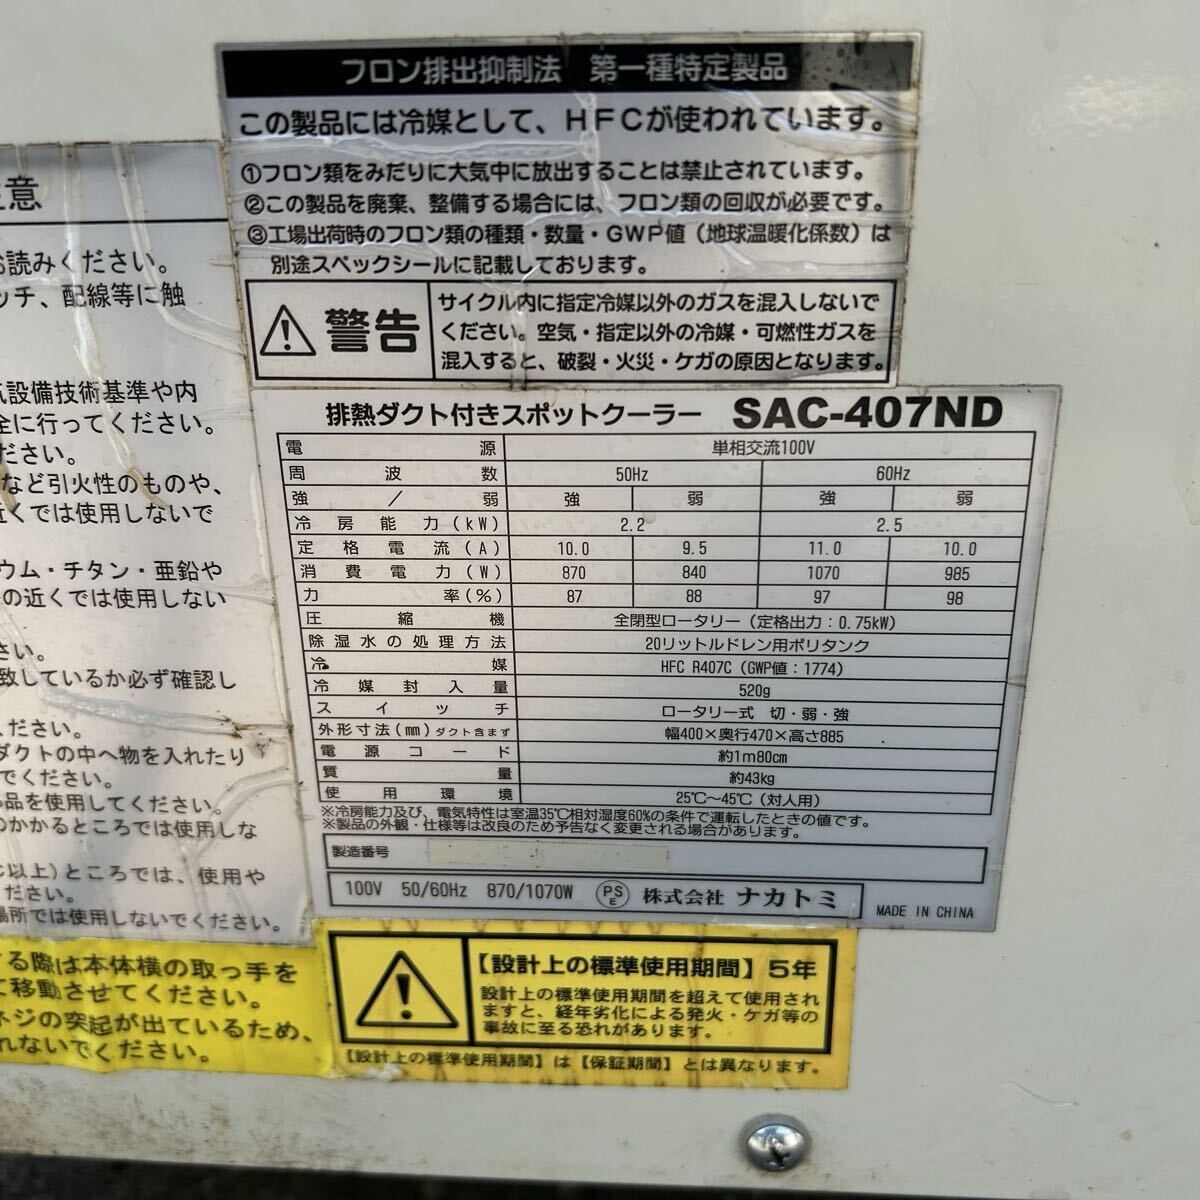 フロン排出抑制法 第一種特定製品
この製品には冷媒として、HFCが使われています。
①フロン類をみだりに大気中に放出することは禁止されています。
②この製品を廃棄、整備する場合には、フロン類の回収が必要です。
③工場出荷時のフロン類の種類・数量・GWP値(地球温暖化係数)は
別途スペックシールに記載しております。
警告
サイクル内に指定冷媒以外のガスを混入しないで
ください。空気・指定以外の冷媒・可燃性ガスを
混入すると、破裂・火災・ケガの原因となります。
意
お読みください。
ッチ、配線等に触
気設備技術基準や内
全に行ってください。
ださい。
など引火性のものや、
近くでは使用しないで
ウム・チタン・亜鉛や
の近くでは使用しない
さい。
致しているか必ず確認し
ください。
ダクトの中へ物を入れたり
でください。
品を使用してください。
のかかるところでは使用しな
℃以上)ところでは、使用や
ださい。
場所では使用しないでください。
する際は本体横の取っ手を
て移動させてください。
ネジの突起が出ているため、
れないでください。
排熱ダクト付きスポットクーラー SAC-407ND
電源 単相交流100V
周波数 50Hz 60Hz
強/弱 強 弱 強 弱
冷房能力(kW) 2.2 2.5
定格電流(A) 10.0 9.5 11.0 10.0
消費電力(W) 870 840 1070 985
力率(%) 87 88 97 98
圧縮機 全閉型ロータリー(定格出力:0.75kW)
除湿水の処理方法 20リットルドレン用ポリタンク
冷媒 HFC R407C(GWP値:1774)
冷媒封入量 520g
スイッチ ロータリー式 切・弱・強
外形寸法(mm)ダクト含まず 幅400×奥行470×高さ885
電源コード 約1m80cm
質量 約43kg
使用環境 25℃~45℃(対人用)
※冷房能力及び、電気特性は室温35℃相対湿度60%の条件で運転したときの値です。
※製品の外観・仕様等は改良のため予告なく変更される場合があります。
製造番号
100V 50/60Hz 870/1070W PSE 株式会社 ナカトミ
MADE IN CHINA
【設計上の標準使用期間】5年
設計上の標準使用期間を超えて使用されますと、経年劣化による発火・ケガ等の
事故に至る恐れがあります。
【設計上の標準使用期間】は【保証期間】とは異なります。